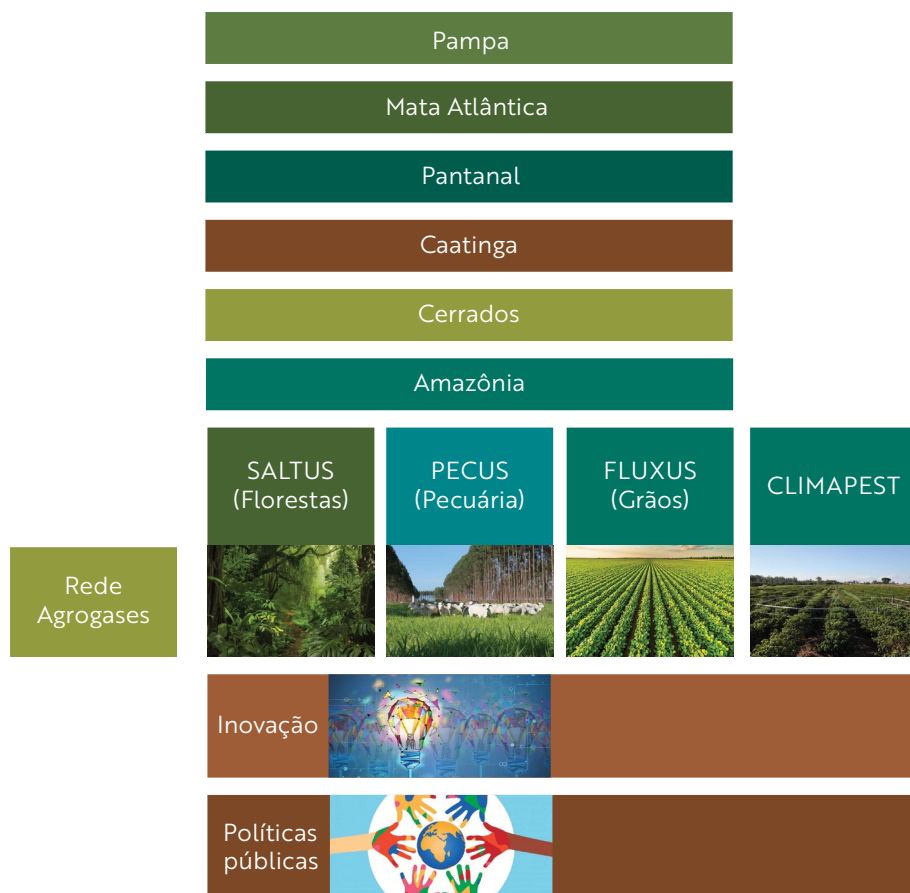 Pampa
Mata Atlântica
Pantanal
Caatinga
Cerrados
Amazônia
SALTUS
(Florestas)
PECUS
(Pecuária)
FLUXUS
(Grãos)
CLIMAPEST
Rede
Agrogases
Inovação
Políticas
públicas